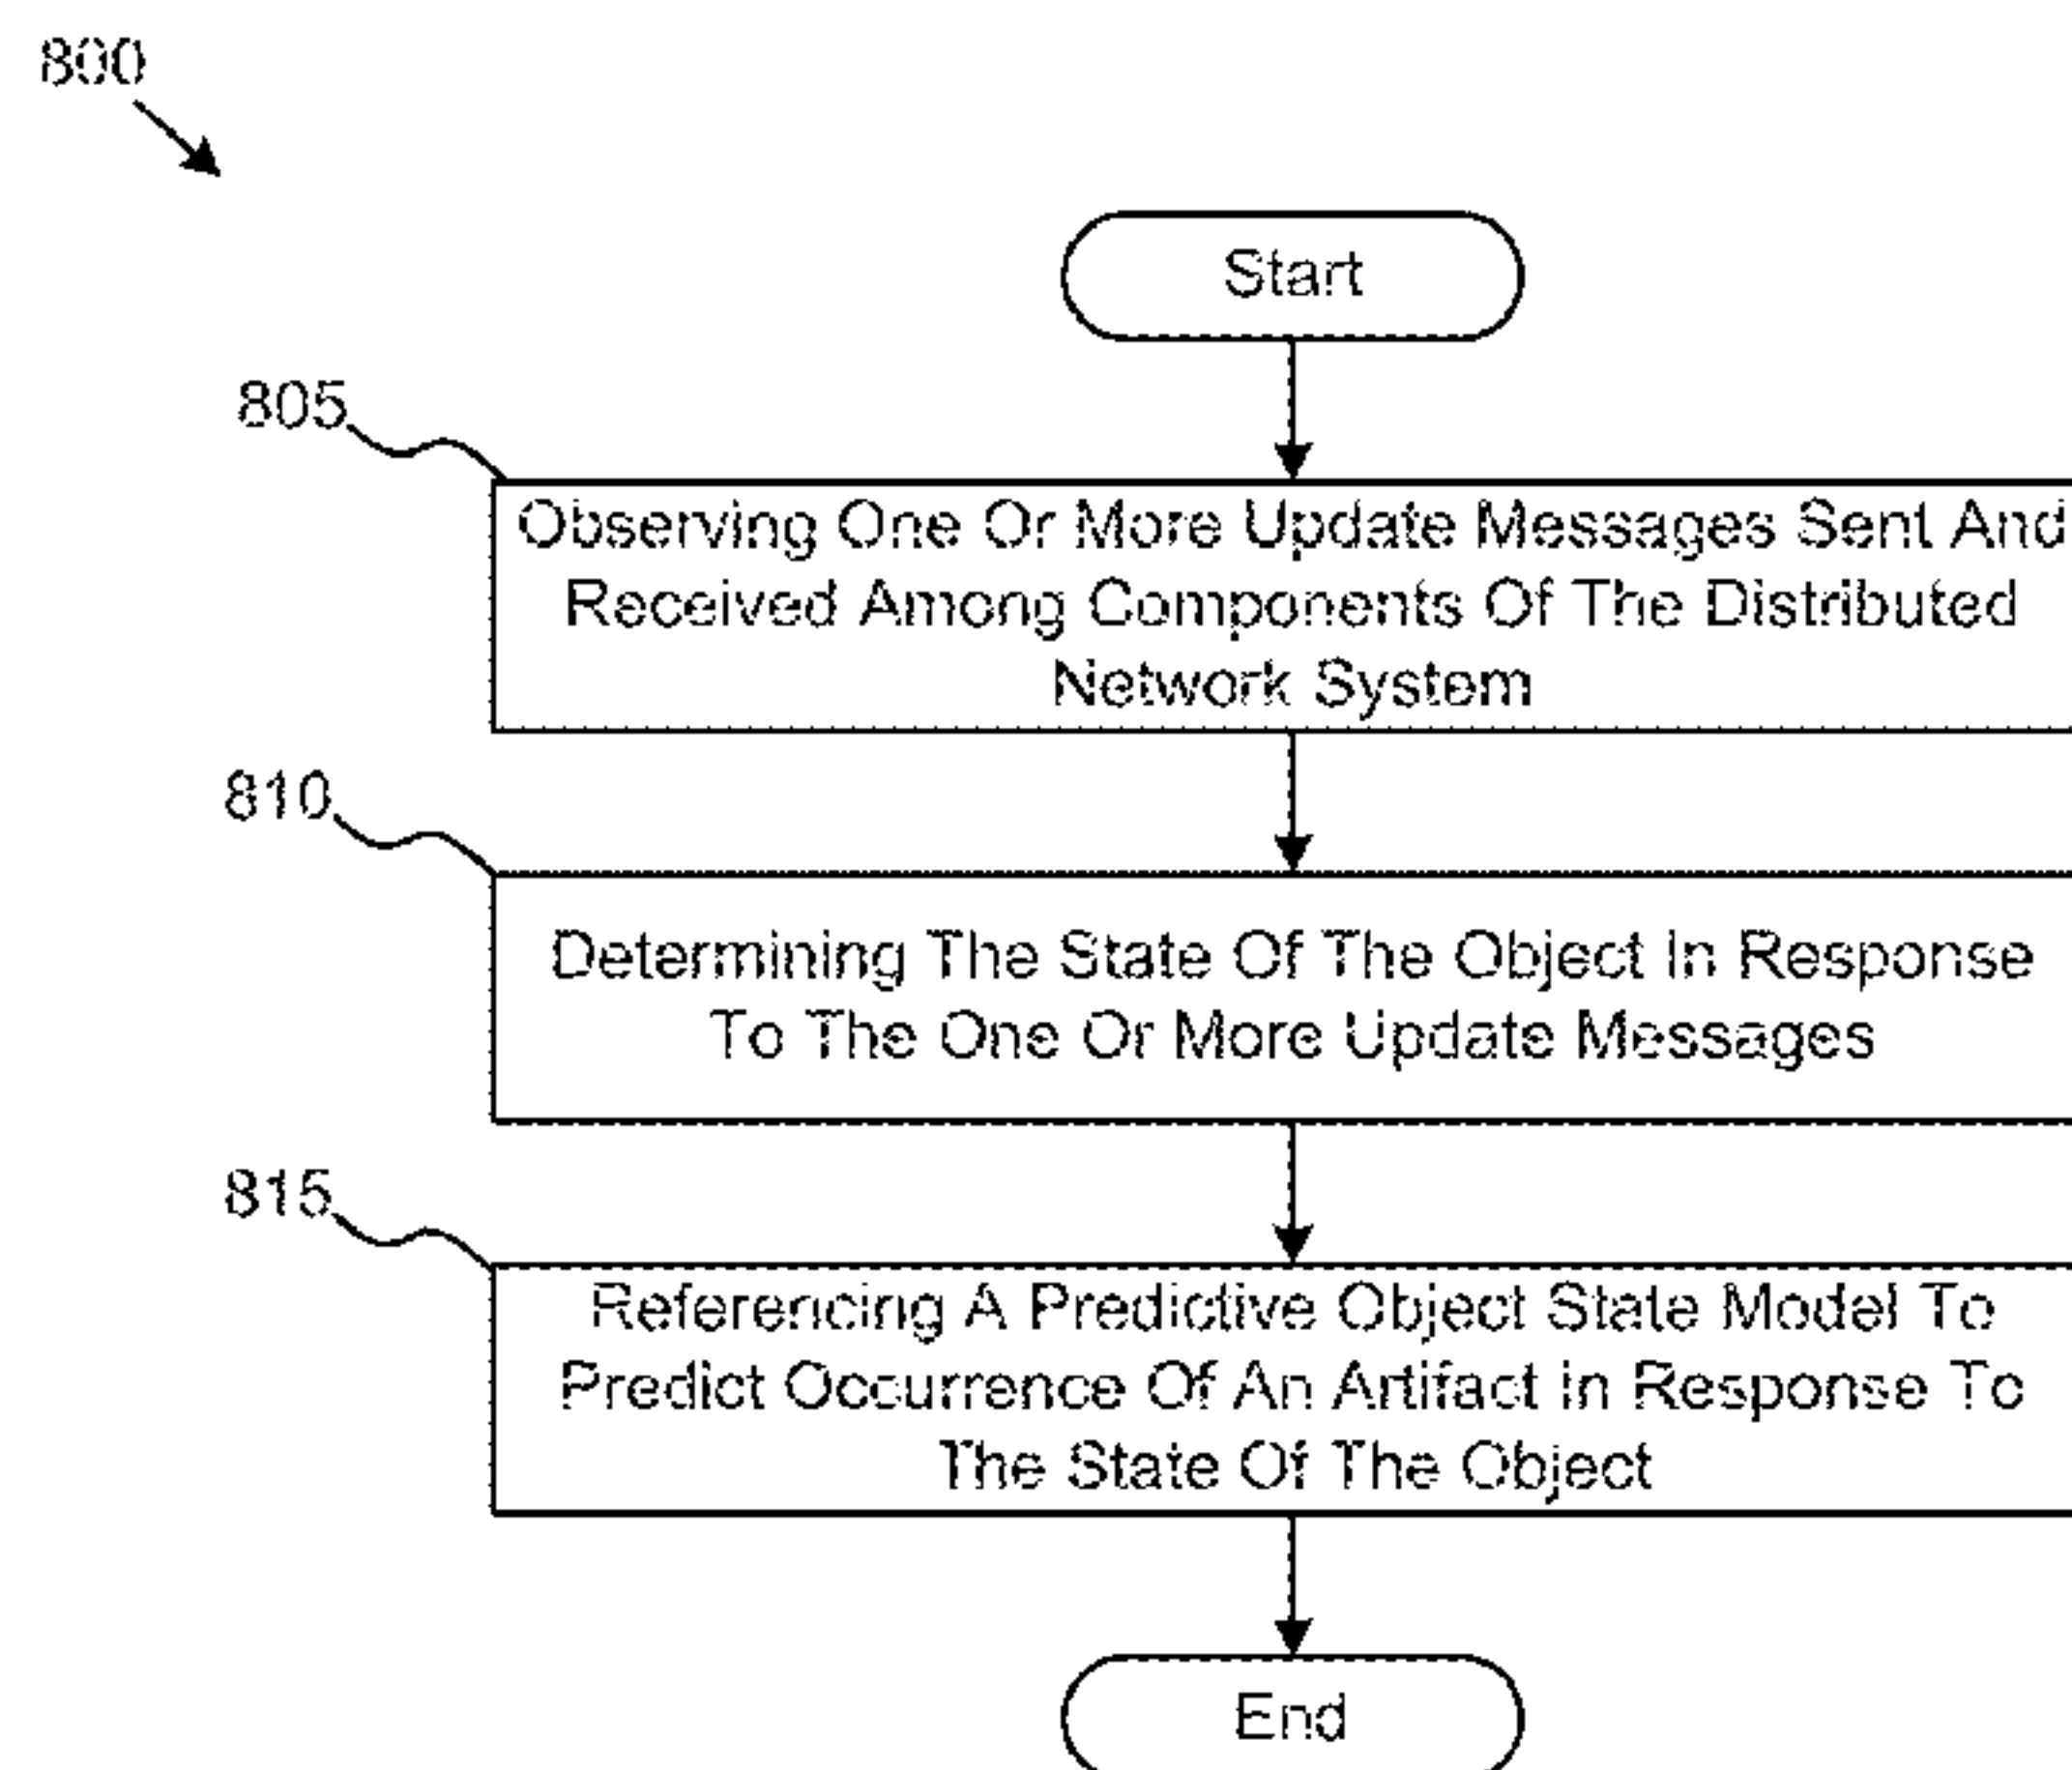 800
Start
805
Observing One Or More Update Messages Sent And
Received Among Components Of The Distributed
Network System
810
Determining The State Of The Object In Response
To The One Or More Update Messages
815
Referencing A Predictive Object State Model To
Predict Occurrence Of An Artifact In Response To
The State Of The Object
End